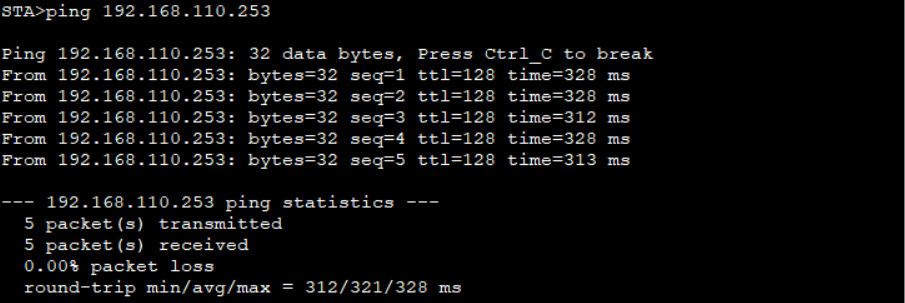 STA>ping 192.168.110.253
Ping 192.168.110.253: 32 data bytes, Press Ctrl_C to break
From 192.168.110.253: bytes=32 seq=1 ttl=128 time=328 ms
From 192.168.110.253: bytes=32 seq=2 ttl=128 time=328 ms
From 192.168.110.253: bytes=32 seq=3 ttl=128 time=312 ms
From 192.168.110.253: bytes=32 seq=4 ttl=128 time=328 ms
From 192.168.110.253: bytes=32 seq=5 ttl=128 time=313 ms
--- 192.168.110.253 ping statistics ---
5 packet(s) transmitted
5 packet(s) received
0.00% packet loss
round-trip min/avg/max = 312/321/328 ms